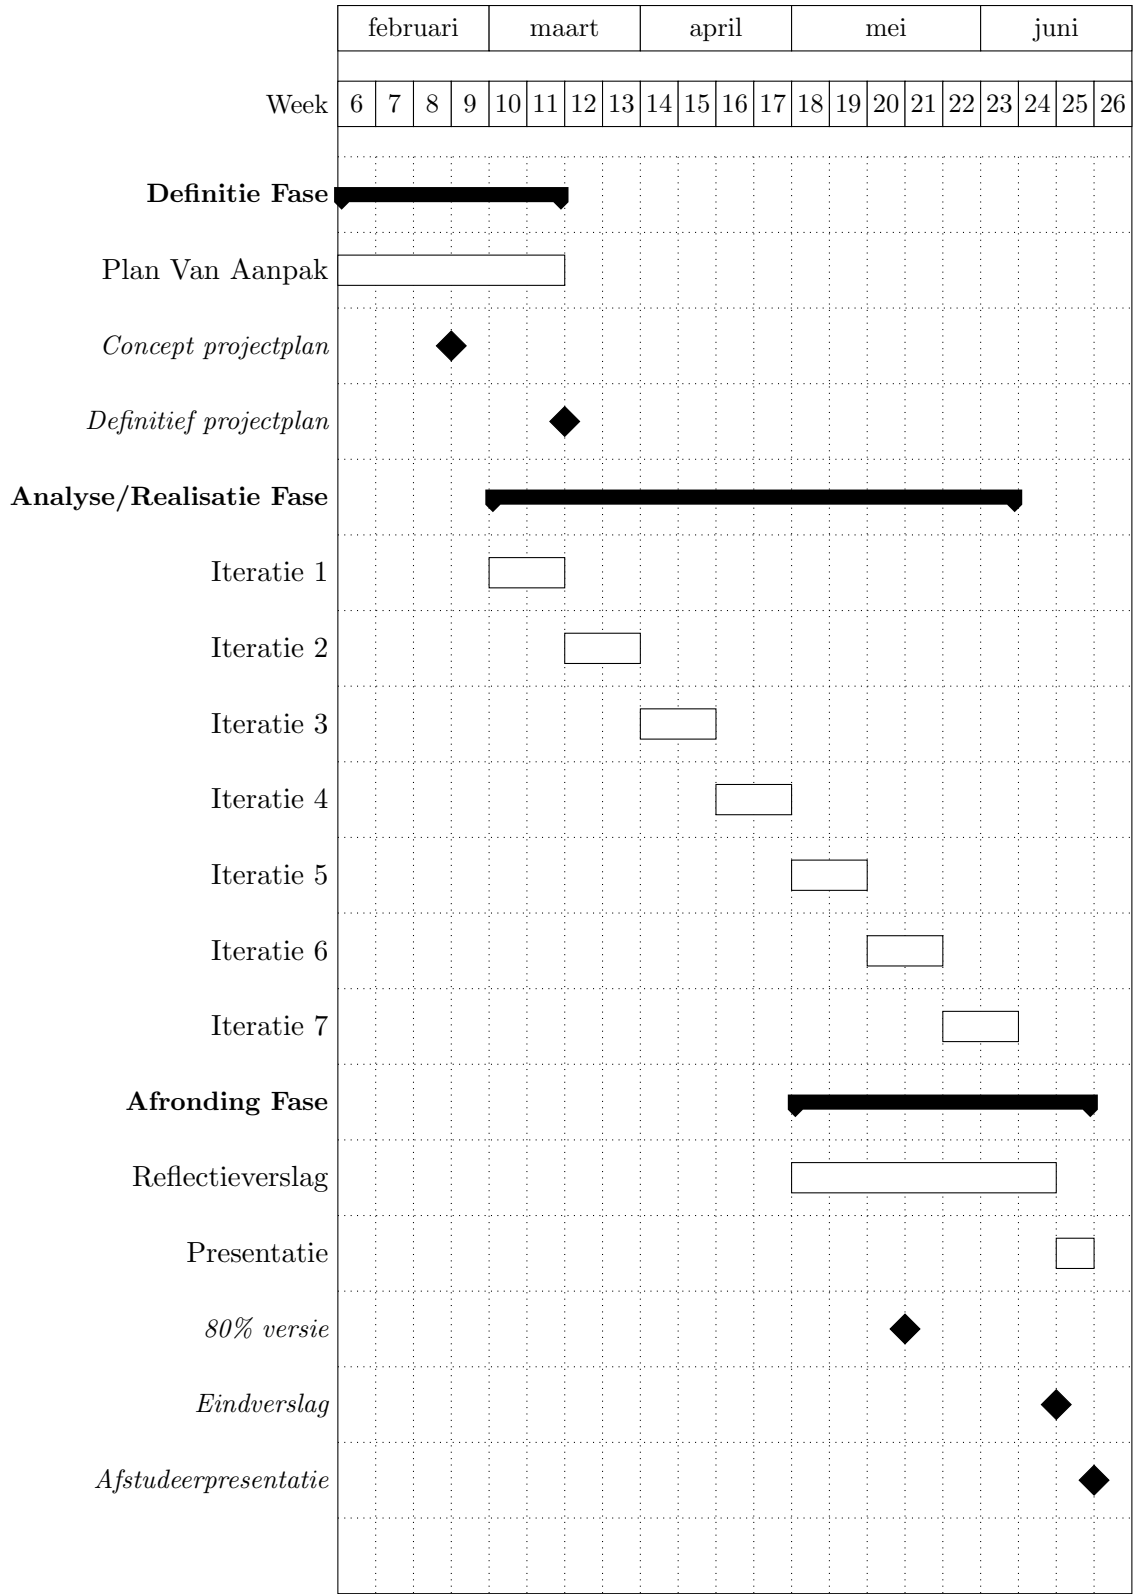 februari maart april mei juni
Week 6 7 8 9 10 11 12 13 14 15 16 17 18 19 20 21 22 23 24 25 26
Definitie Fase
Plan Van Aanpak
Concept projectplan
Definitief projectplan
Analyse/Realisatie Fase
Iteratie 1
Iteratie 2
Iteratie 3
Iteratie 4
Iteratie 5
Iteratie 6
Iteratie 7
Afronding Fase
Reflectieverslag
Presentatie
80% versie
Eindverslag
Afstudeerpresentatie